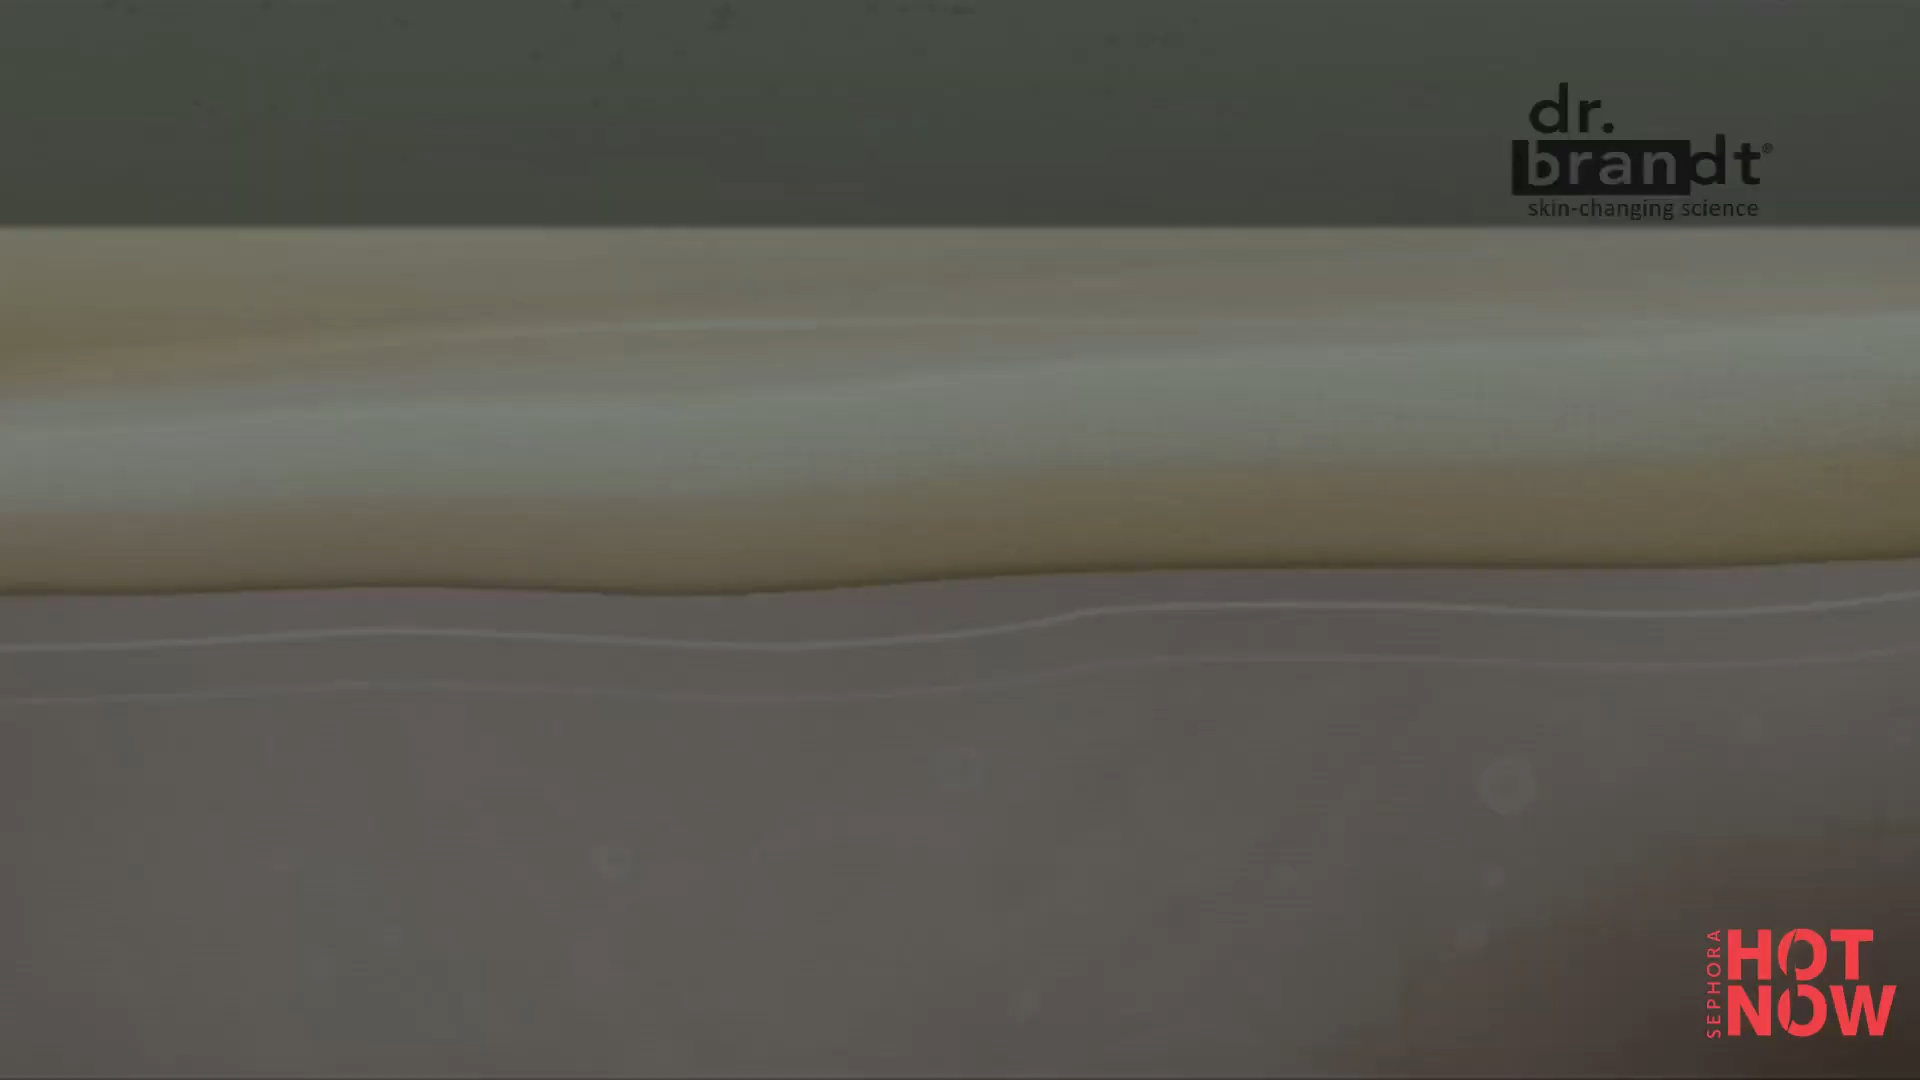 dr.
brandt®
skin-changing science
SEPHORA
HOT
NOW